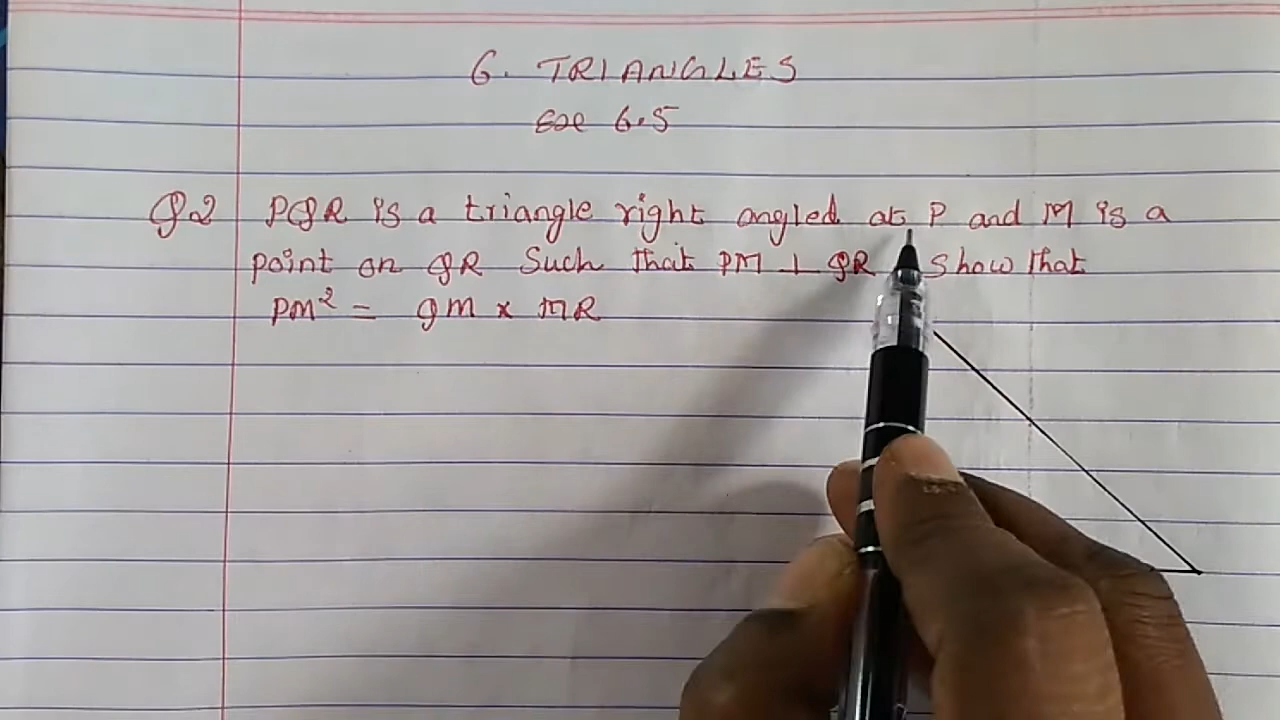 6. TRIANGLES
exe 6.5
Q2 PQR is a triangle right angled at P and M is a
point on QR Such that PM ⊥ QR show that
PM² = QM × MR